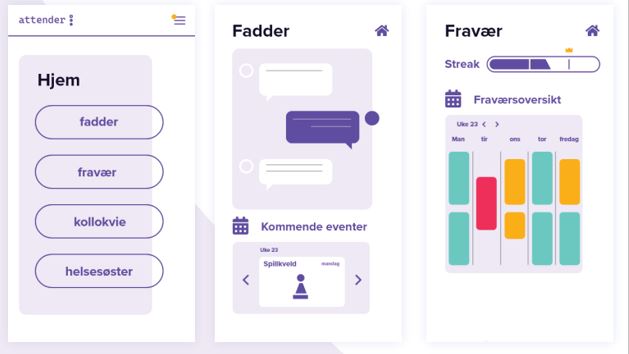 attender
Hjem
fadder
fravær
kollokvie
helsesøster
Fadder
Kommende eventer
Uke 23
Spillkveld mandag
Fravær
Streak
Fraværsoversikt
Uke 23
Man tir ons tor fredag